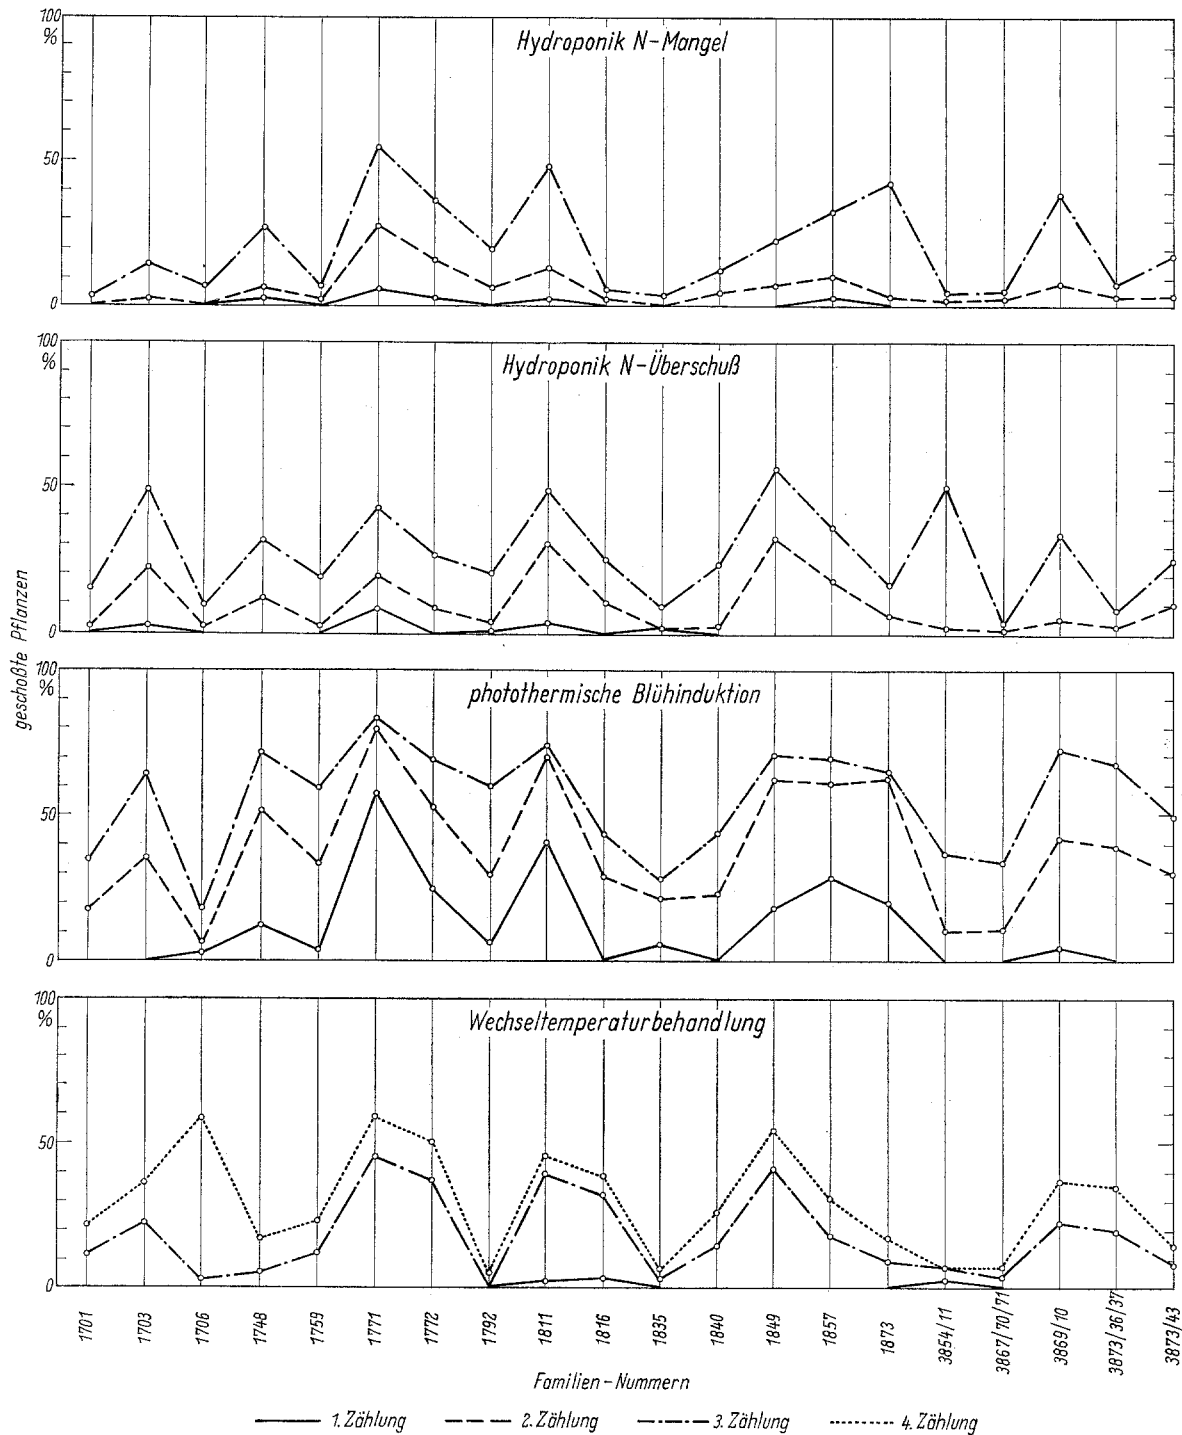 100
%
Hydroponik N-Mangel
50
0
100
%
Hydroponik N-Überschuß
50
0
geschoßte Pflanzen
100
%
photothermische Blühinduktion
50
0
100
%
Wechseltemperaturbehandlung
50
0
1701 1703 1706 1748 1759 1771 1772 1792 1811 1816 1835 1840 1849 1857 1873 3854/11 3867/70/71 3869/10 3873/36/37 3873/43
Familien-Nummern
1. Zählung 2. Zählung 3. Zählung 4. Zählung